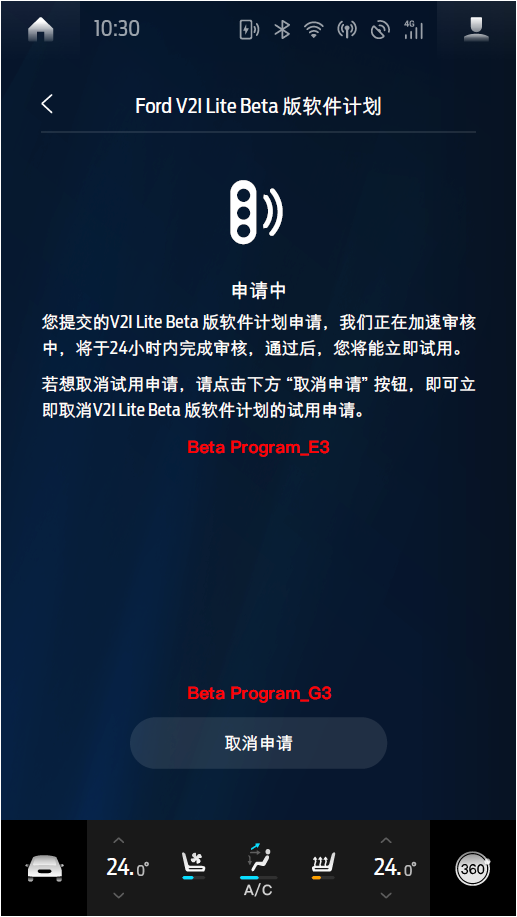 10:30
4G
Ford V2I Lite Beta 版软件计划
申请中
您提交的V2I Lite Beta 版软件计划申请，我们正在加速审核
中，将于24小时内完成审核，通过后，您将能立即试用。
若想取消试用申请，请点击下方 “取消申请” 按钮，即可立
即取消V2I Lite Beta 版软件计划的试用申请。
Beta Program_E3
Beta Program_G3
取消申请
24.0° 24.0°
A/C
360